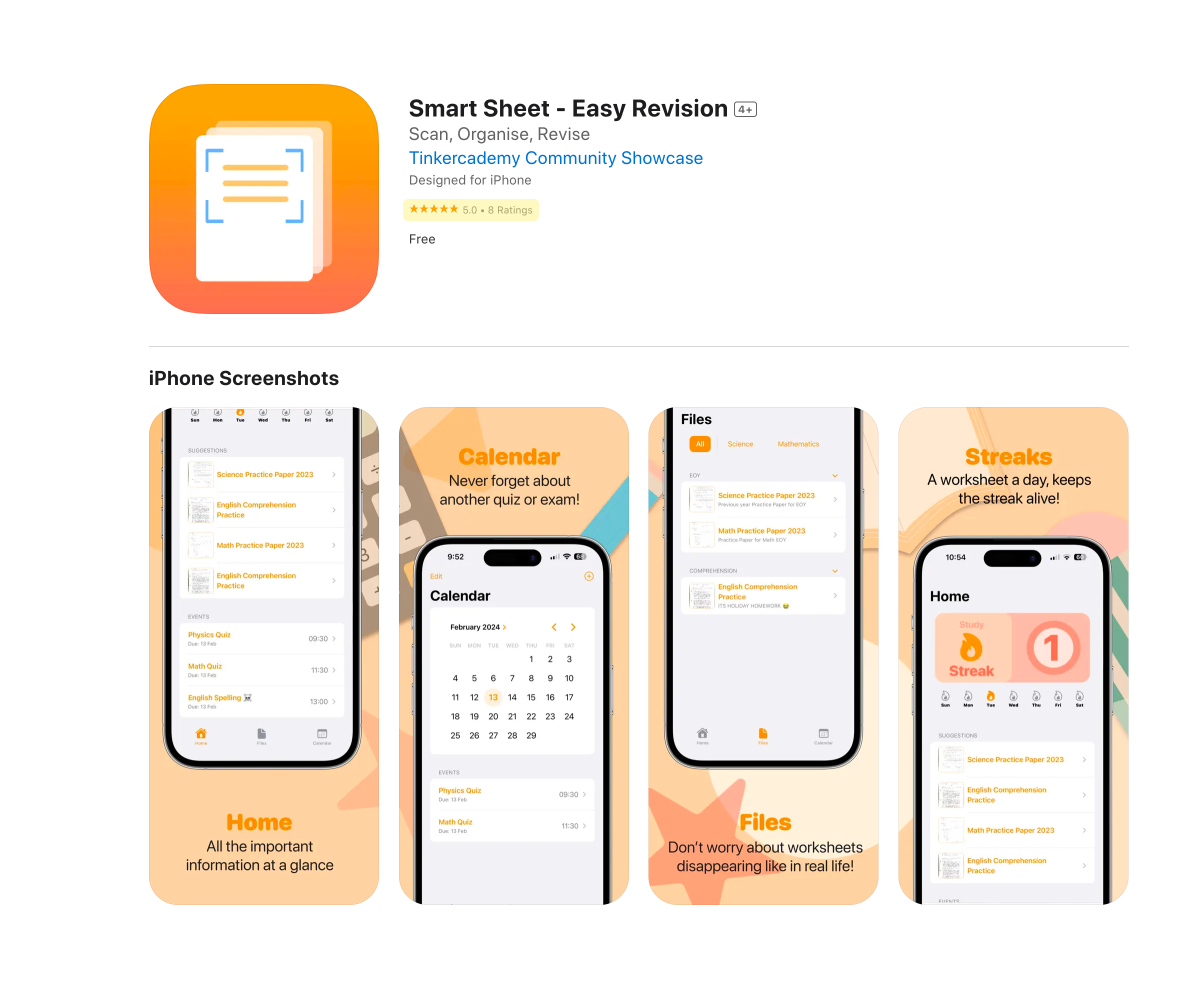 Smart Sheet - Easy Revision 4+
Scan, Organise, Revise
Tinkercademy Community Showcase
Designed for iPhone
★★★★★ 5.0 • 8 Ratings
Free
iPhone Screenshots
Sun Mon Tue Wed Thu Fri Sat
SUGGESTIONS
Science Practice Paper 2023
English Comprehension
Practice
Math Practice Paper 2023
English Comprehension
Practice
EVENTS
Physics Quiz
Due: 13 Feb
09:30
Math Quiz
Due: 13 Feb
11:30
English Spelling ☠️
Due: 13 Feb
13:00
Home Files Calendar
Home
All the important
information at a glance
Calendar
Never forget about
another quiz or exam!
9:52
Edit
Calendar
February 2024
SUN MON TUE WED THU FRI SAT
1 2 3
4 5 6 7 8 9 10
11 12 13 14 15 16 17
18 19 20 21 22 23 24
25 26 27 28 29
EVENTS
Physics Quiz
Due: 13 Feb
09:30
Math Quiz
Due: 13 Feb
11:30
Files
All Science Mathematics
EOY
Science Practice Paper 2023
Previous year Practice Paper for EOY
Math Practice Paper 2023
Practice Paper for Math EOY
COMPREHENSION
English Comprehension
Practice
ITS HOLIDAY HOMEWORK 😭
Home Files Calendar
Files
Don't worry about worksheets
disappearing like in real life!
Streaks
A worksheet a day, keeps
the streak alive!
10:54
Home
Study
Streak
1
Sun Mon Tue Wed Thu Fri Sat
SUGGESTIONS
Science Practice Paper 2023
English Comprehension
Practice
Math Practice Paper 2023
English Comprehension
Practice
EVENTS